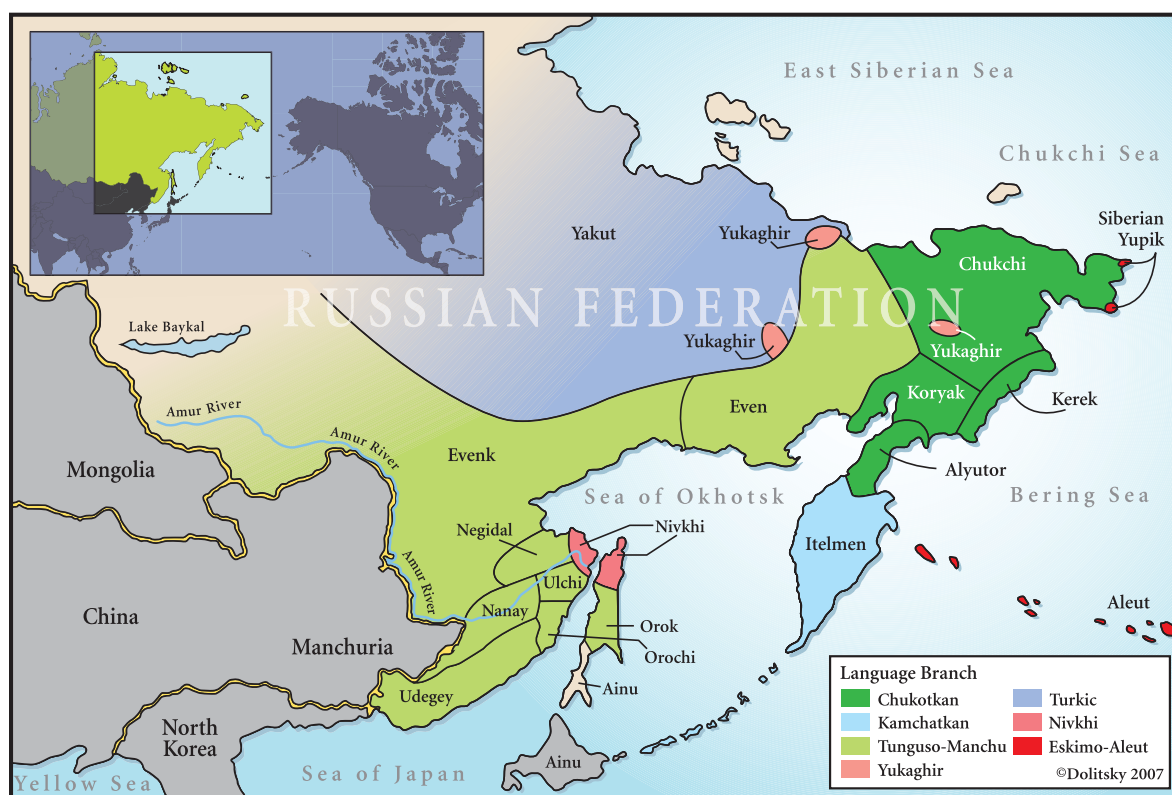 East Siberian Sea
Chukchi Sea
Siberian
Yupik
Yakut
Yukaghir
Chukchi
RUSSIAN FEDERATION
Lake Baykal
Yukaghir
Yukaghir
Koryak
Kerek
Even
Amur River
Amur River
Evenk
Alyutor
Mongolia
Sea of Okhotsk
Bering Sea
Negidal
Nivkhi
Itelmen
Amur River
Ulchi
Nanay
China
Aleut
Orok
Manchuria
Orochi
Ainu
Udegey
North
Korea
Ainu
Sea of Japan
Yellow Sea
Language Branch
Chukotkan
Kamchatkan
Tunguso-Manchu
Yukaghir
Turkic
Nivkhi
Eskimo-Aleut
©Dolitsky 2007